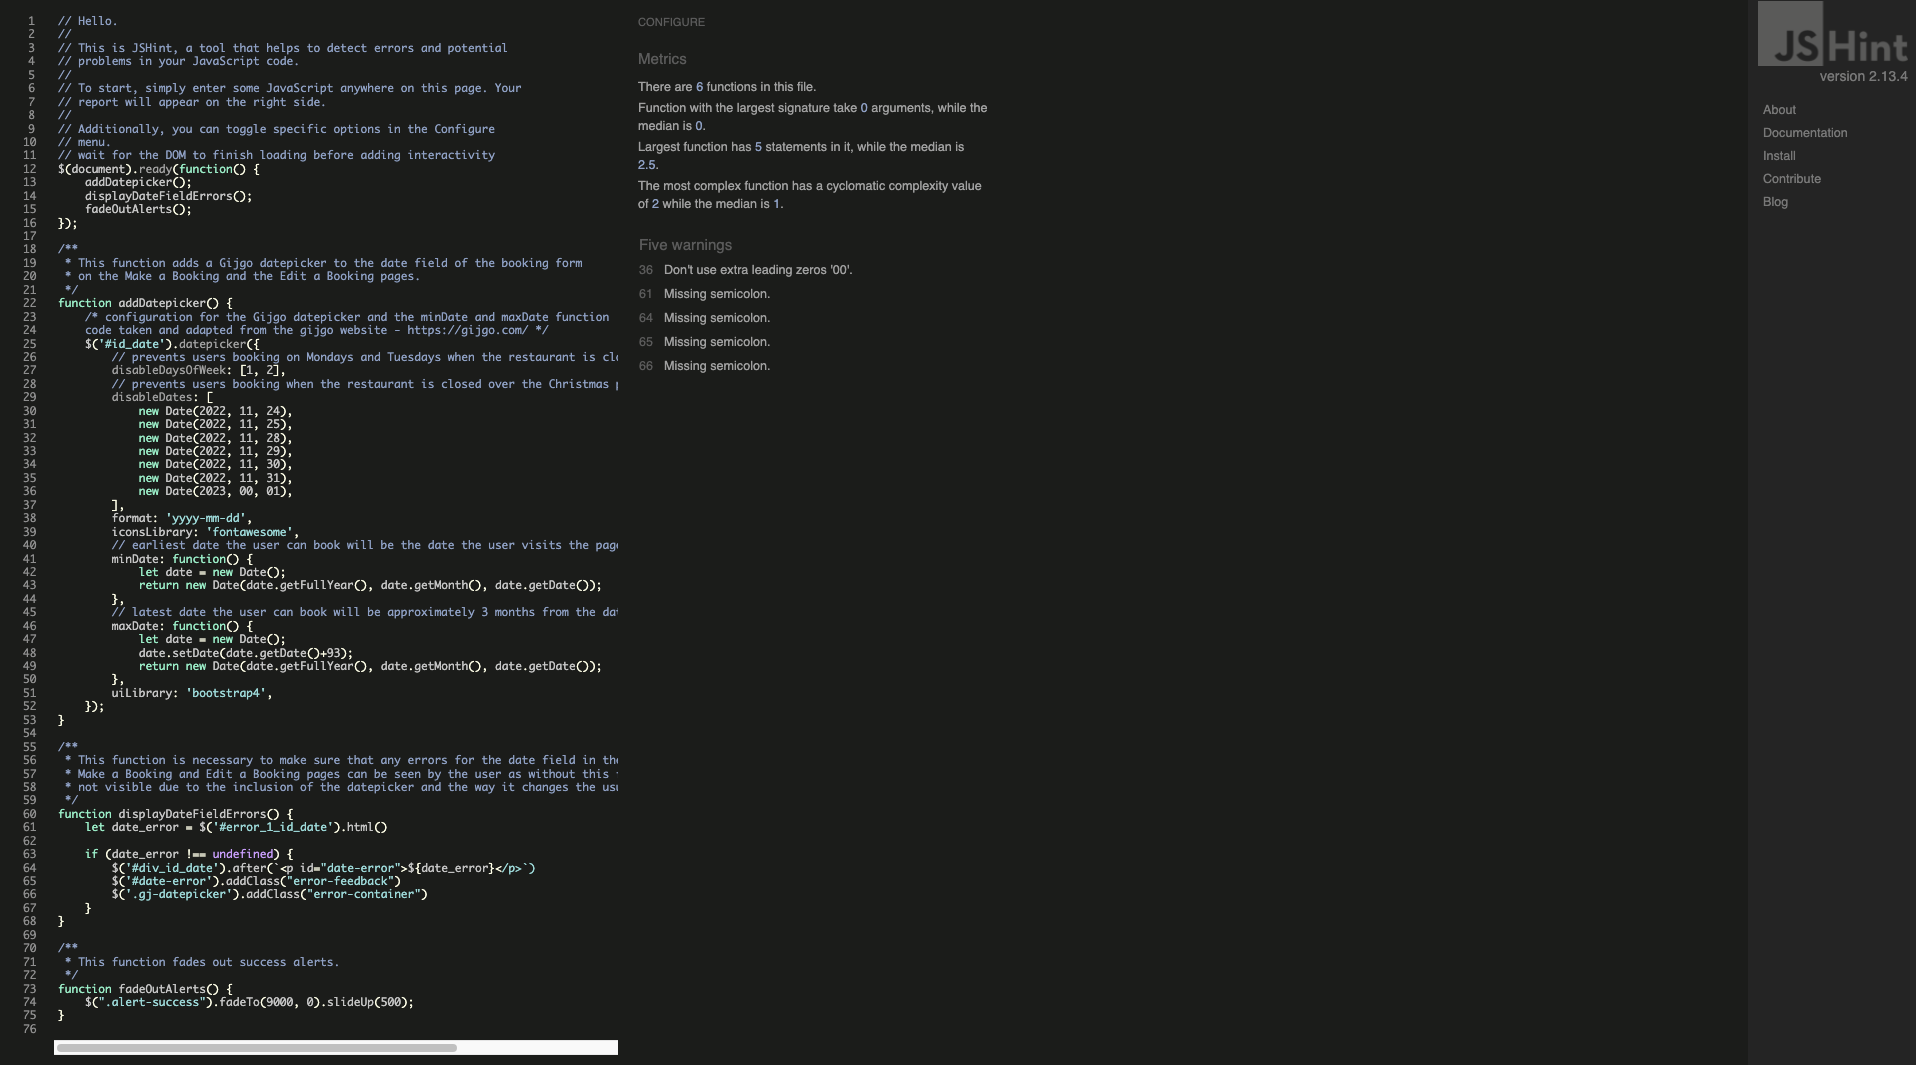 1 // Hello.
2 //
3 // This is JSHint, a tool that helps to detect errors and potential
4 // problems in your JavaScript code.
5 //
6 // To start, simply enter some JavaScript anywhere on this page. Your
7 // report will appear on the right side.
8 //
9 // Additionally, you can toggle specific options in the Configure
10 // menu.
11 // wait for the DOM to finish loading before adding interactivity
12 $(document).ready(function() {
13     addDatepicker();
14     displayDateFieldErrors();
15     fadeOutAlerts();
16 });
17
18 /**
19  * This function adds a Gijgo datepicker to the date field of the booking form
20  * on the Make a Booking and the Edit a Booking pages.
21  */
22 function addDatepicker() {
23     /* configuration for the Gijgo datepicker and the minDate and maxDate function
24     code taken and adapted from the gijgo website - https://gijgo.com/ */
25     $('#id_date').datepicker({
26         // prevents users booking on Mondays and Tuesdays when the restaurant is
27         disableDaysOfWeek: [1, 2],
28         // prevents users booking when the restaurant is closed over the Christmas
29         disableDates: [
30             new Date(2022, 11, 24),
31             new Date(2022, 11, 25),
32             new Date(2022, 11, 28),
33             new Date(2022, 11, 29),
34             new Date(2022, 11, 30),
35             new Date(2022, 11, 31),
36             new Date(2023, 00, 01),
37         ],
38         format: 'yyyy-mm-dd',
39         iconsLibrary: 'fontawesome',
40         // earliest date the user can book will be the date the user visits the page
41         minDate: function() {
42             let date = new Date();
43             return new Date(date.getFullYear(), date.getMonth(), date.getDate());
44         },
45         // latest date the user can book will be approximately 3 months from the
46         maxDate: function() {
47             let date = new Date();
48             date.setDate(date.getDate()+93);
49             return new Date(date.getFullYear(), date.getMonth(), date.getDate());
50         },
51         uiLibrary: 'bootstrap4',
52     });
53 }
54
55 /**
56  * This function is necessary to make sure that any errors for the date field in the
57  * Make a Booking and Edit a Booking pages can be seen by the user as without this
58  * not visible due to the inclusion of the datepicker and the way it changes the
59  */
60 function displayDateFieldErrors() {
61     let date_error = $('#error_1_id_date').html()
62
63     if (date_error !== undefined) {
64         $('#div_id_date').after(`<p id="date-error">${date_error}</p>`)
65         $('#date-error').addClass("error-feedback")
66         $('.gj-datepicker').addClass("error-container")
67     }
68 }
69
70 /**
71  * This function fades out success alerts.
72  */
73 function fadeOutAlerts() {
74     $(".alert-success").fadeTo(9000, 0).slideUp(500);
75 }
76
CONFIGURE
Metrics
There are 6 functions in this file.
Function with the largest signature take 0 arguments, while the
median is 0.
Largest function has 5 statements in it, while the median is
2.5.
The most complex function has a cyclomatic complexity value
of 2 while the median is 1.
Five warnings
36 Don't use extra leading zeros '00'.
61 Missing semicolon.
64 Missing semicolon.
65 Missing semicolon.
66 Missing semicolon.
JSHint
version 2.13.4
About
Documentation
Install
Contribute
Blog